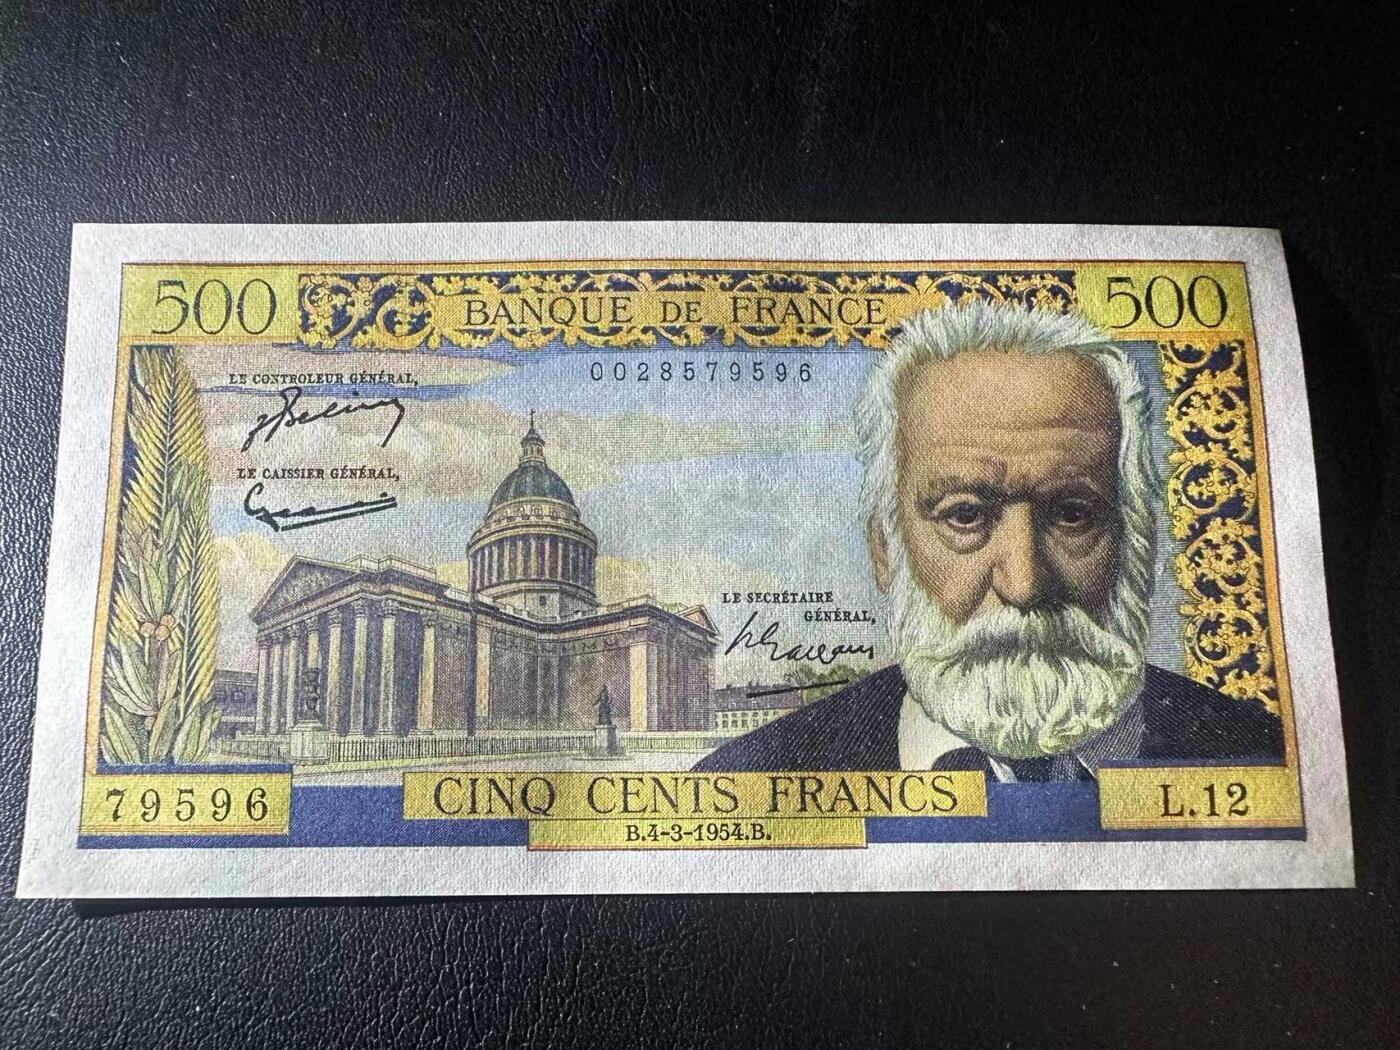 500 BANQUE DE FRANCE 500
0028579596
LE CONTROLEUR GÉNÉRAL,
LE CAISSIER GÉNÉRAL,
LE SECRÉTAIRE
GÉNÉRAL,
79596 CINQ CENTS FRANCS L.12
B.4-3-1954.B.